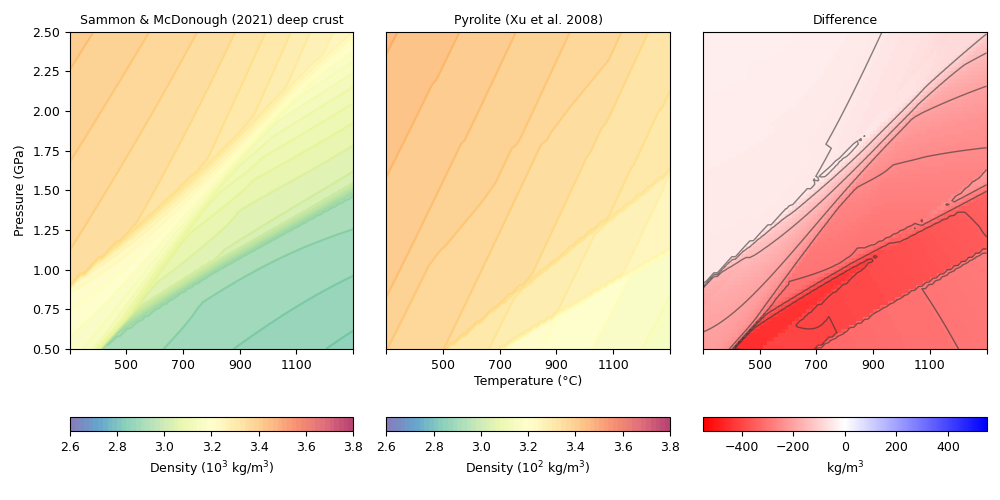 Sammon & McDonough (2021) deep crust
Pyrolite (Xu et al. 2008)
Difference
2.50
2.25
2.00
1.75
1.50
1.25
1.00
0.75
0.50
Pressure (GPa)
500 700 900 1100
500 700 900 1100
500 700 900 1100
Temperature (°C)
2.6 2.8 3.0 3.2 3.4 3.6 3.8
2.6 2.8 3.0 3.2 3.4 3.6 3.8
−400 −200 0 200 400
Density (10³ kg/m³)
Density (10² kg/m³)
kg/m³